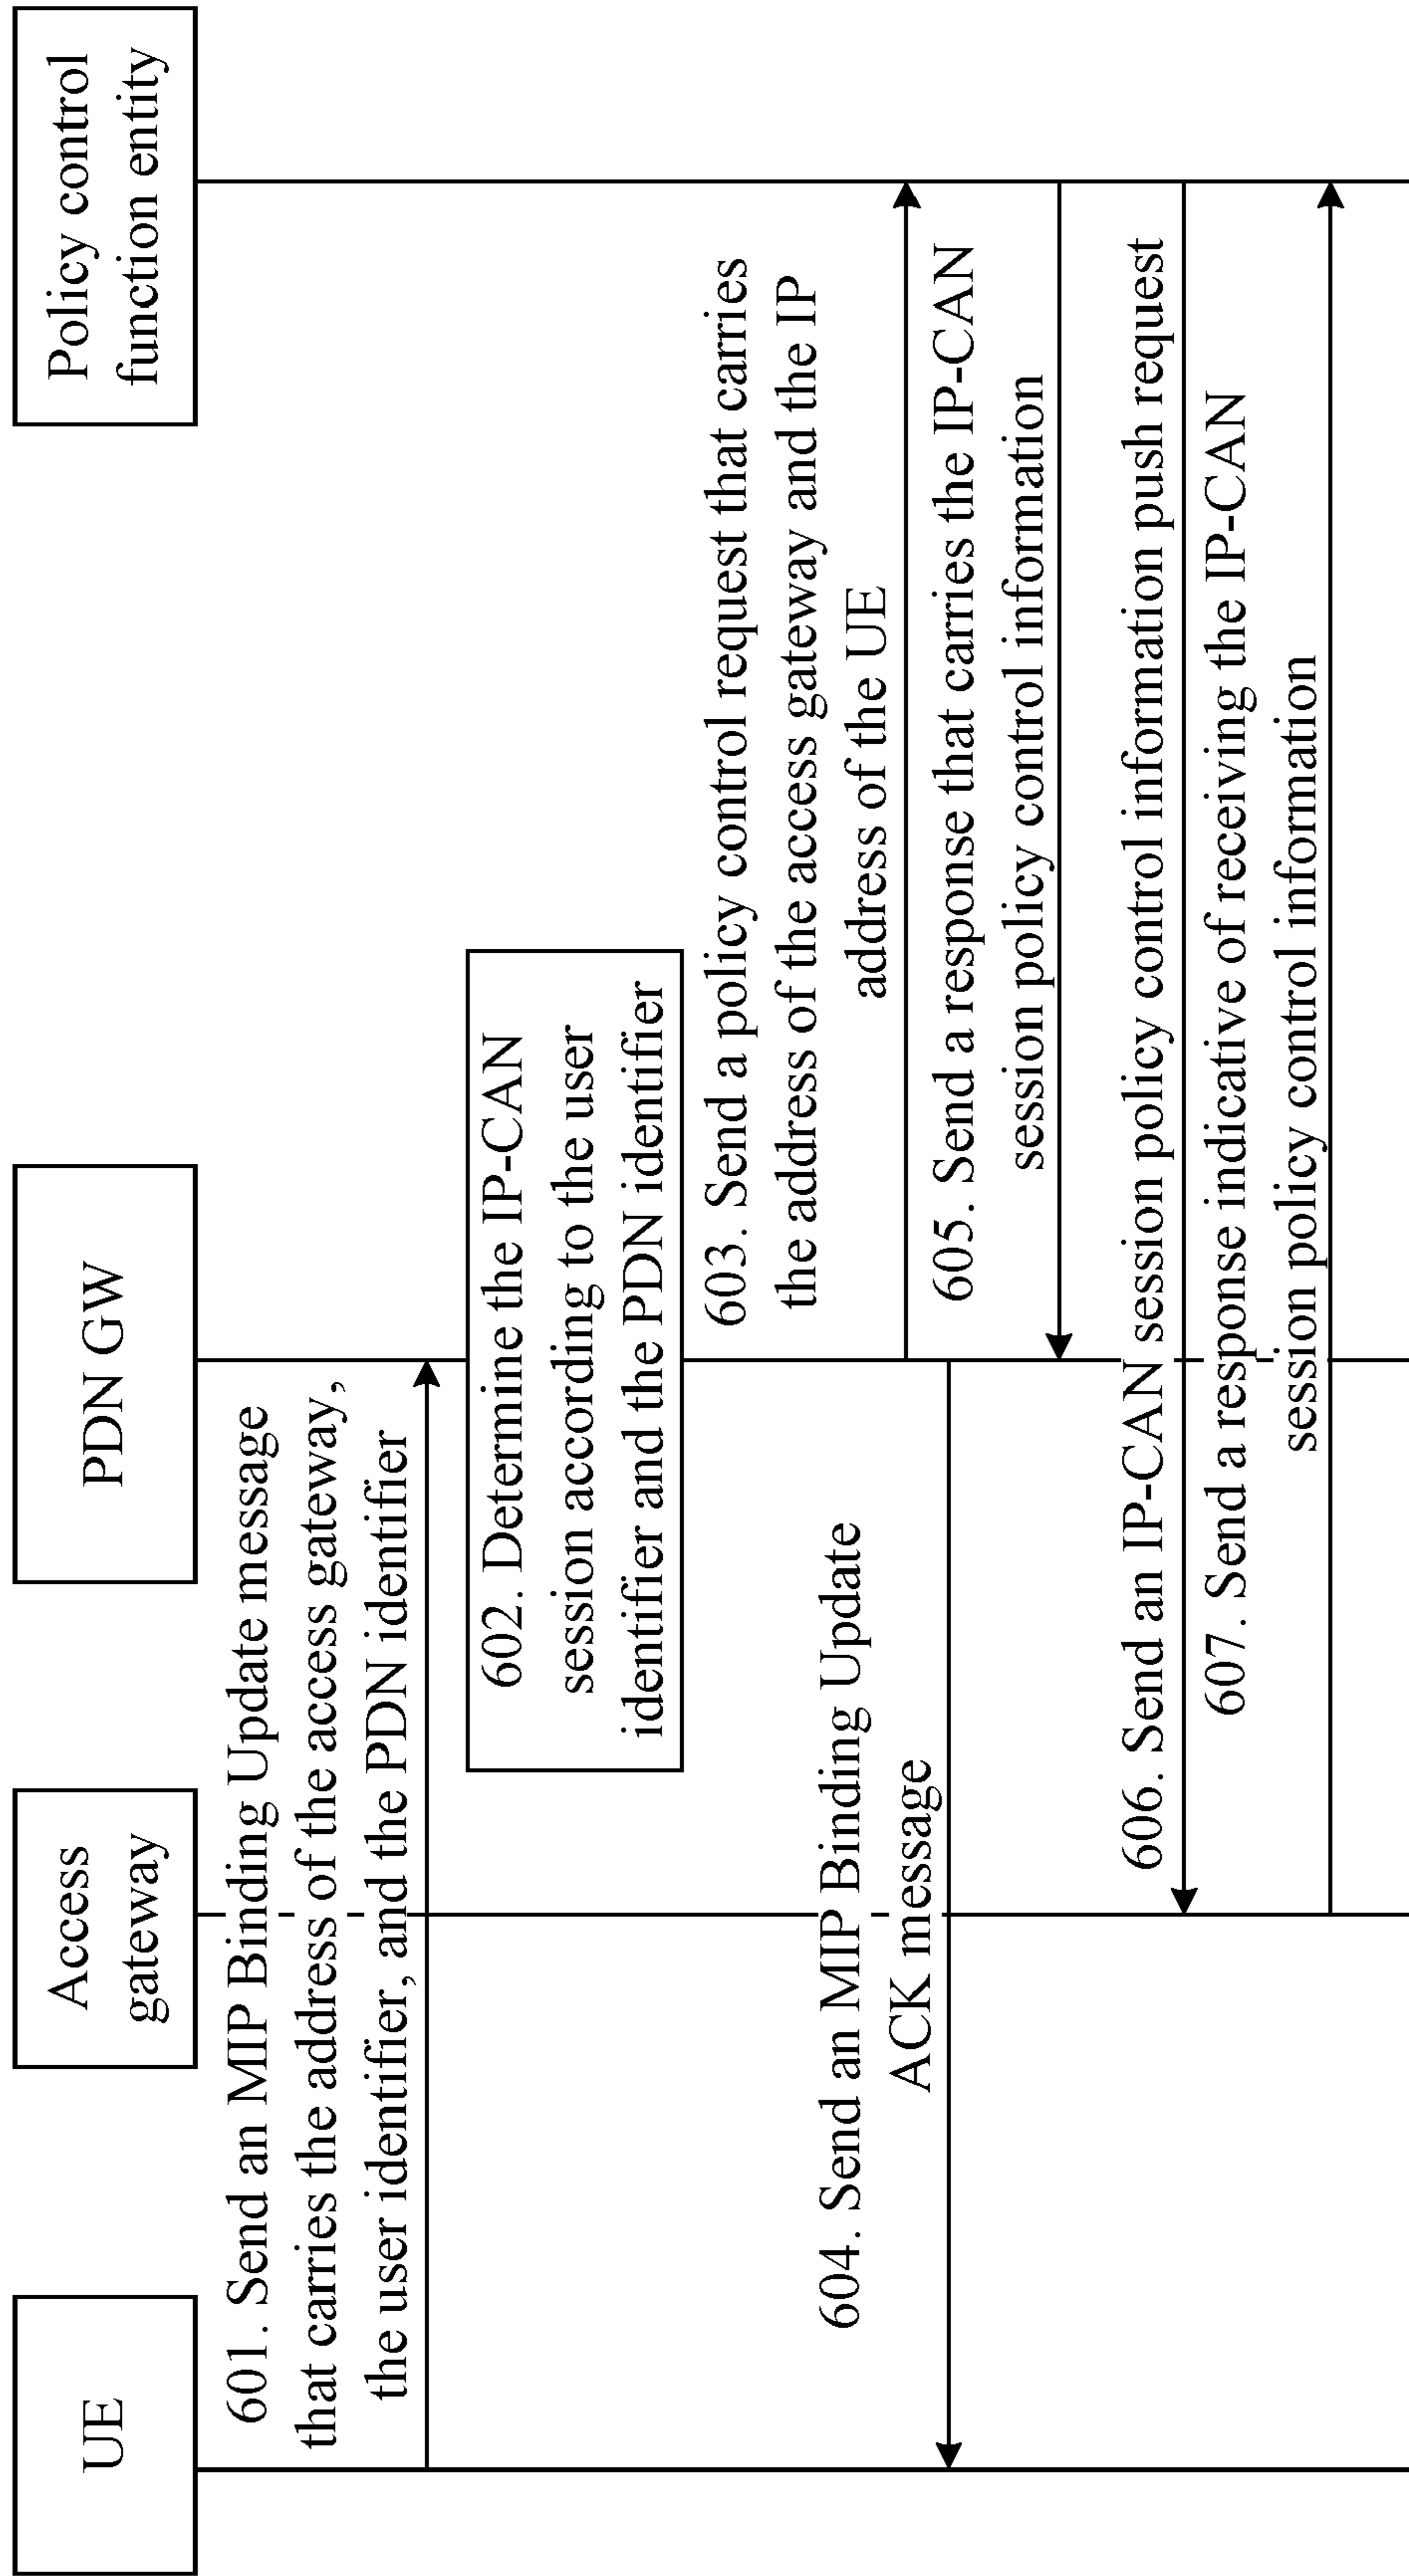 UE
Access
gateway
PDN GW
Policy control
function entity
601. Send an MIP Binding Update message
that carries the address of the access gateway,
the user identifier, and the PDN identifier
602. Determine the IP-CAN
session according to the user
identifier and the PDN identifier
603. Send a policy control request that carries
the address of the access gateway and the IP
address of the UE
604. Send an MIP Binding Update
ACK message
605. Send a response that carries the IP-CAN
session policy control information
606. Send an IP-CAN session policy control information push request
607. Send a response indicative of receiving the IP-CAN
session policy control information